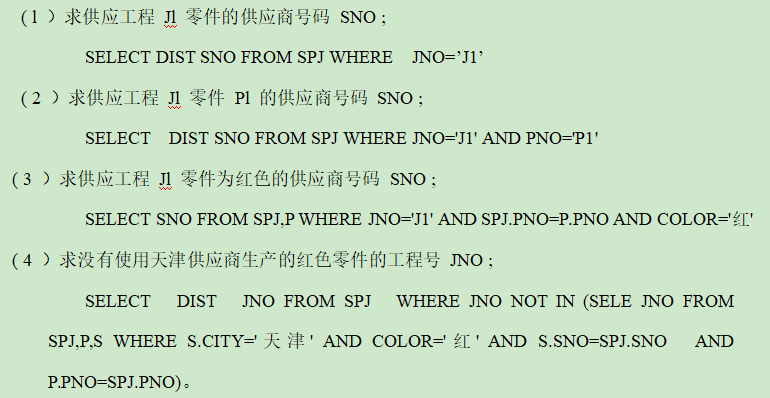 (1 ）求供应工程 Jl 零件的供应商号码 SNO ;
SELECT DIST SNO FROM SPJ WHERE JNO=’J1’
(2 ）求供应工程 Jl 零件 Pl 的供应商号码 SNO ;
SELECT DIST SNO FROM SPJ WHERE JNO='J1' AND PNO='P1'
(3 ）求供应工程 Jl 零件为红色的供应商号码 SNO ;
SELECT SNO FROM SPJ,P WHERE JNO='J1' AND SPJ.PNO=P.PNO AND COLOR='红'
(4 ）求没有使用天津供应商生产的红色零件的工程号 JNO ;
SELECT DIST JNO FROM SPJ WHERE JNO NOT IN (SELE JNO FROM
SPJ,P,S WHERE S.CITY='天津' AND COLOR='红' AND S.SNO=SPJ.SNO AND
P.PNO=SPJ.PNO)。